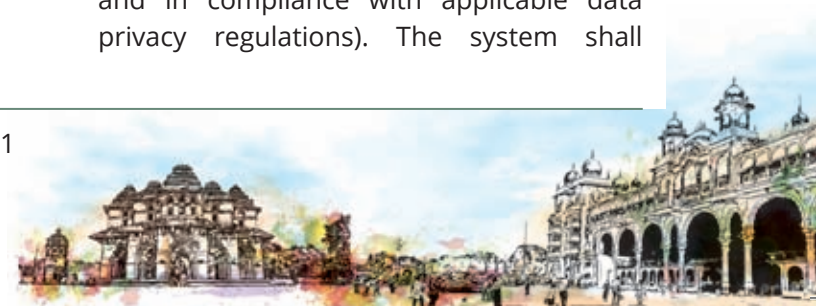 and in compliance with applicable data
privacy regulations). The system shall
1